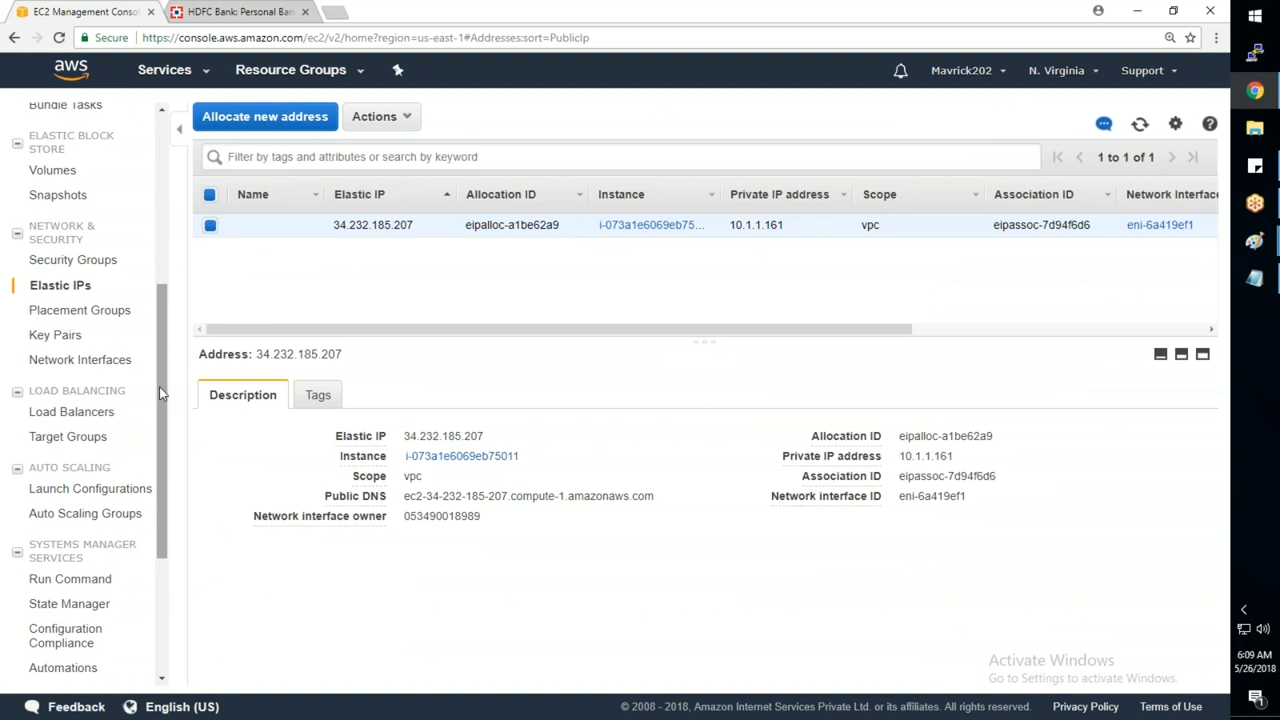 EC2 Management Consol
HDFC Bank: Personal Ban
Secure
https://console.aws.amazon.com/ec2/v2/home?region=us-east-1#Addresses:sort=PublicIp
aws
Services
Resource Groups
Mavrick202
N. Virginia
Support
Bundle Tasks
ELASTIC BLOCK
STORE
Volumes
Snapshots
NETWORK &
SECURITY
Security Groups
Elastic IPs
Placement Groups
Key Pairs
Network Interfaces
LOAD BALANCING
Load Balancers
Target Groups
AUTO SCALING
Launch Configurations
Auto Scaling Groups
SYSTEMS MANAGER
SERVICES
Run Command
State Manager
Configuration
Compliance
Automations
Allocate new address
Actions
Filter by tags and attributes or search by keyword
1 to 1 of 1
Name Elastic IP Allocation ID Instance Private IP address Scope Association ID Network Interface
34.232.185.207 eipalloc-a1be62a9 i-073a1e6069eb75... 10.1.1.161 vpc eipassoc-7d94f6d6 eni-6a419ef1
Address: 34.232.185.207
Description
Tags
Elastic IP 34.232.185.207
Instance i-073a1e6069eb75011
Scope vpc
Public DNS ec2-34-232-185-207.compute-1.amazonaws.com
Network interface owner 053490018989
Allocation ID eipalloc-a1be62a9
Private IP address 10.1.1.161
Association ID eipassoc-7d94f6d6
Network interface ID eni-6a419ef1
Activate Windows
Go to Settings to activate Windows.
Feedback
English (US)
© 2008 - 2018, Amazon Internet Services Private Ltd. or its affiliates. All rights reserved.
Privacy Policy
Terms of Use
6:09 AM
5/26/2018
1